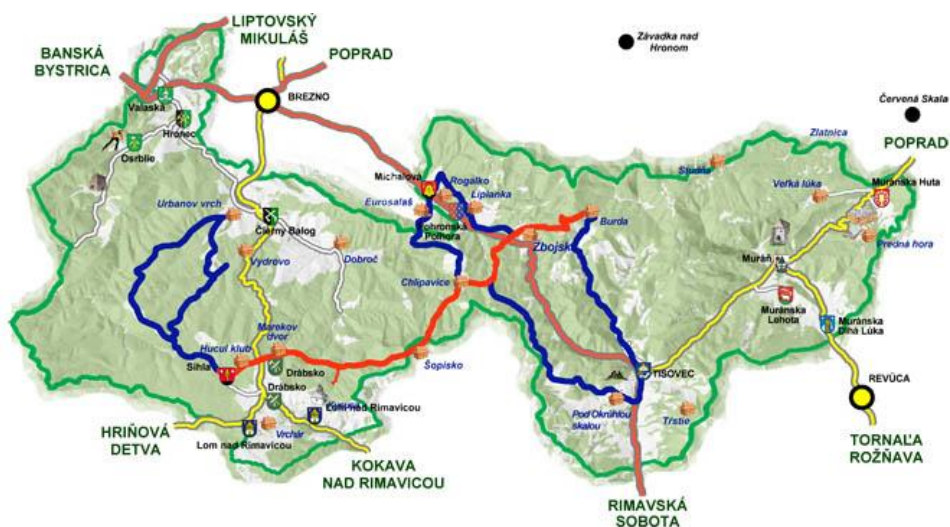 LIPTOVSKÝ
MIKULÁŠ
BANSKÁ
BYSTRICA
POPRAD
Závadka nad
Hronom
BREZNO
Valaská
Hronec
Osrblie
Červená Skala
Zlatnica
POPRAD
Michalová
Rogalko
Lipianka
Eurosalaš
Pohronská
Polhora
Studňa
Veľká lúka
Muránska Huta
Urbanov vrch
Čierny Balog
Burda
Zbojská
Predná hora
Vydrovo
Dobroč
Muráň
Chlipavice
Muránska
Lehota
Muránska
Dlhá Lúka
Marekov
dvor
Hucul klub
Sihla
Drábsko
Šopisko
TISOVEC
REVÚCA
Drábsko
Lom nad Rimavicou
Pod Okrúhlou
skalou
Tŕstie
HRIŇOVÁ
DETVA
Vrchár
Lom nad Rimavicou
KOKAVA
NAD RIMAVICOU
TORNAĽA
ROŽŇAVA
RIMAVSKÁ
SOBOTA